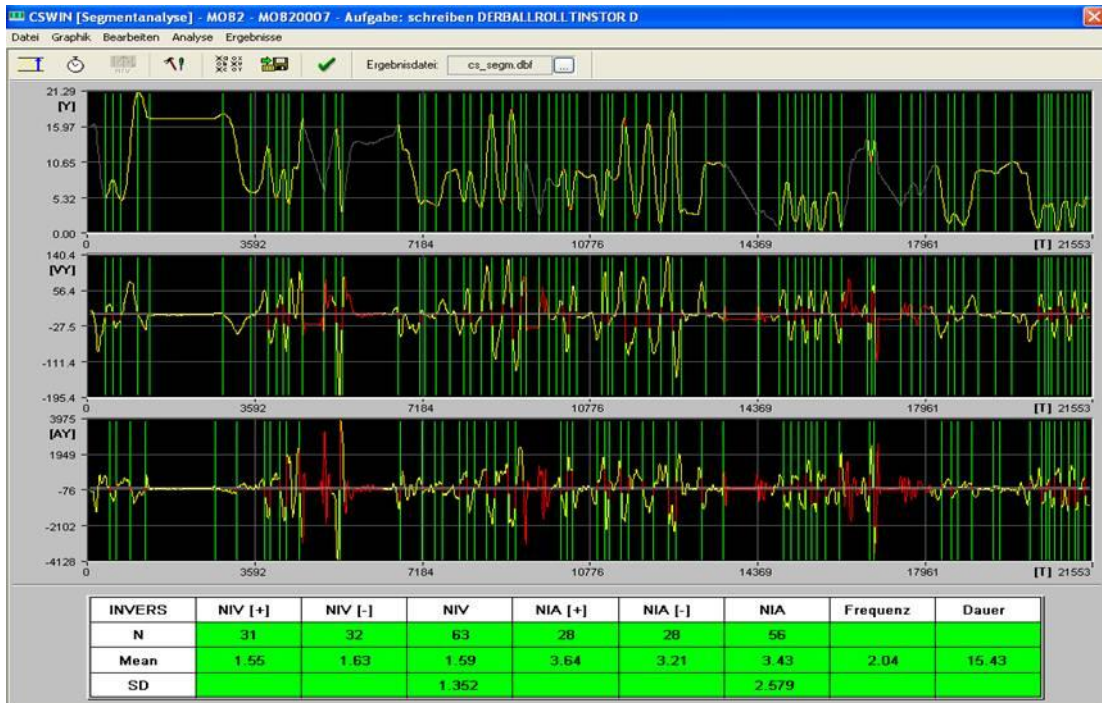 CSWIN [Segmentanalyse] - MO82 - MO820007 - Aufgabe: schreiben DERBALLROLLTINSTOR D
Datei Graphik Bearbeiten Analyse Ergebnisse
Ergebnisdatei: cs_segm.dbf ...
21.29
[Y]
15.97
10.65
5.32
0.00
0 3592 7184 10776 14369 17961 [T] 21553
140.4
[VY]
56.4
-27.5
-111.4
-195.4
0 3592 7184 10776 14369 17961 [T] 21553
3975
[AY]
1949
-76
-2102
-4128
0 3592 7184 10776 14369 17961 [T] 21553
INVERS NIV [+] NIV [-] NIV NIA [+] NIA [-] NIA Frequenz Dauer
N 31 32 63 28 28 56
Mean 1.55 1.63 1.59 3.64 3.21 3.43 2.04 15.43
SD 1.352 2.579